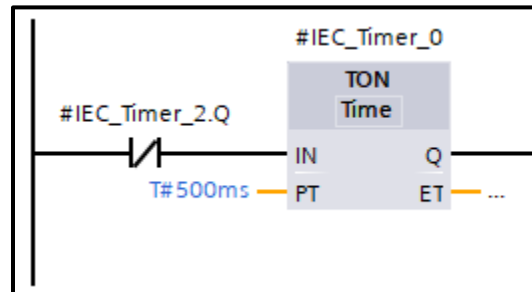 #IEC_Timer_0
TON
Time
#IEC_Timer_2.Q
IN Q
T#500ms PT ET ...